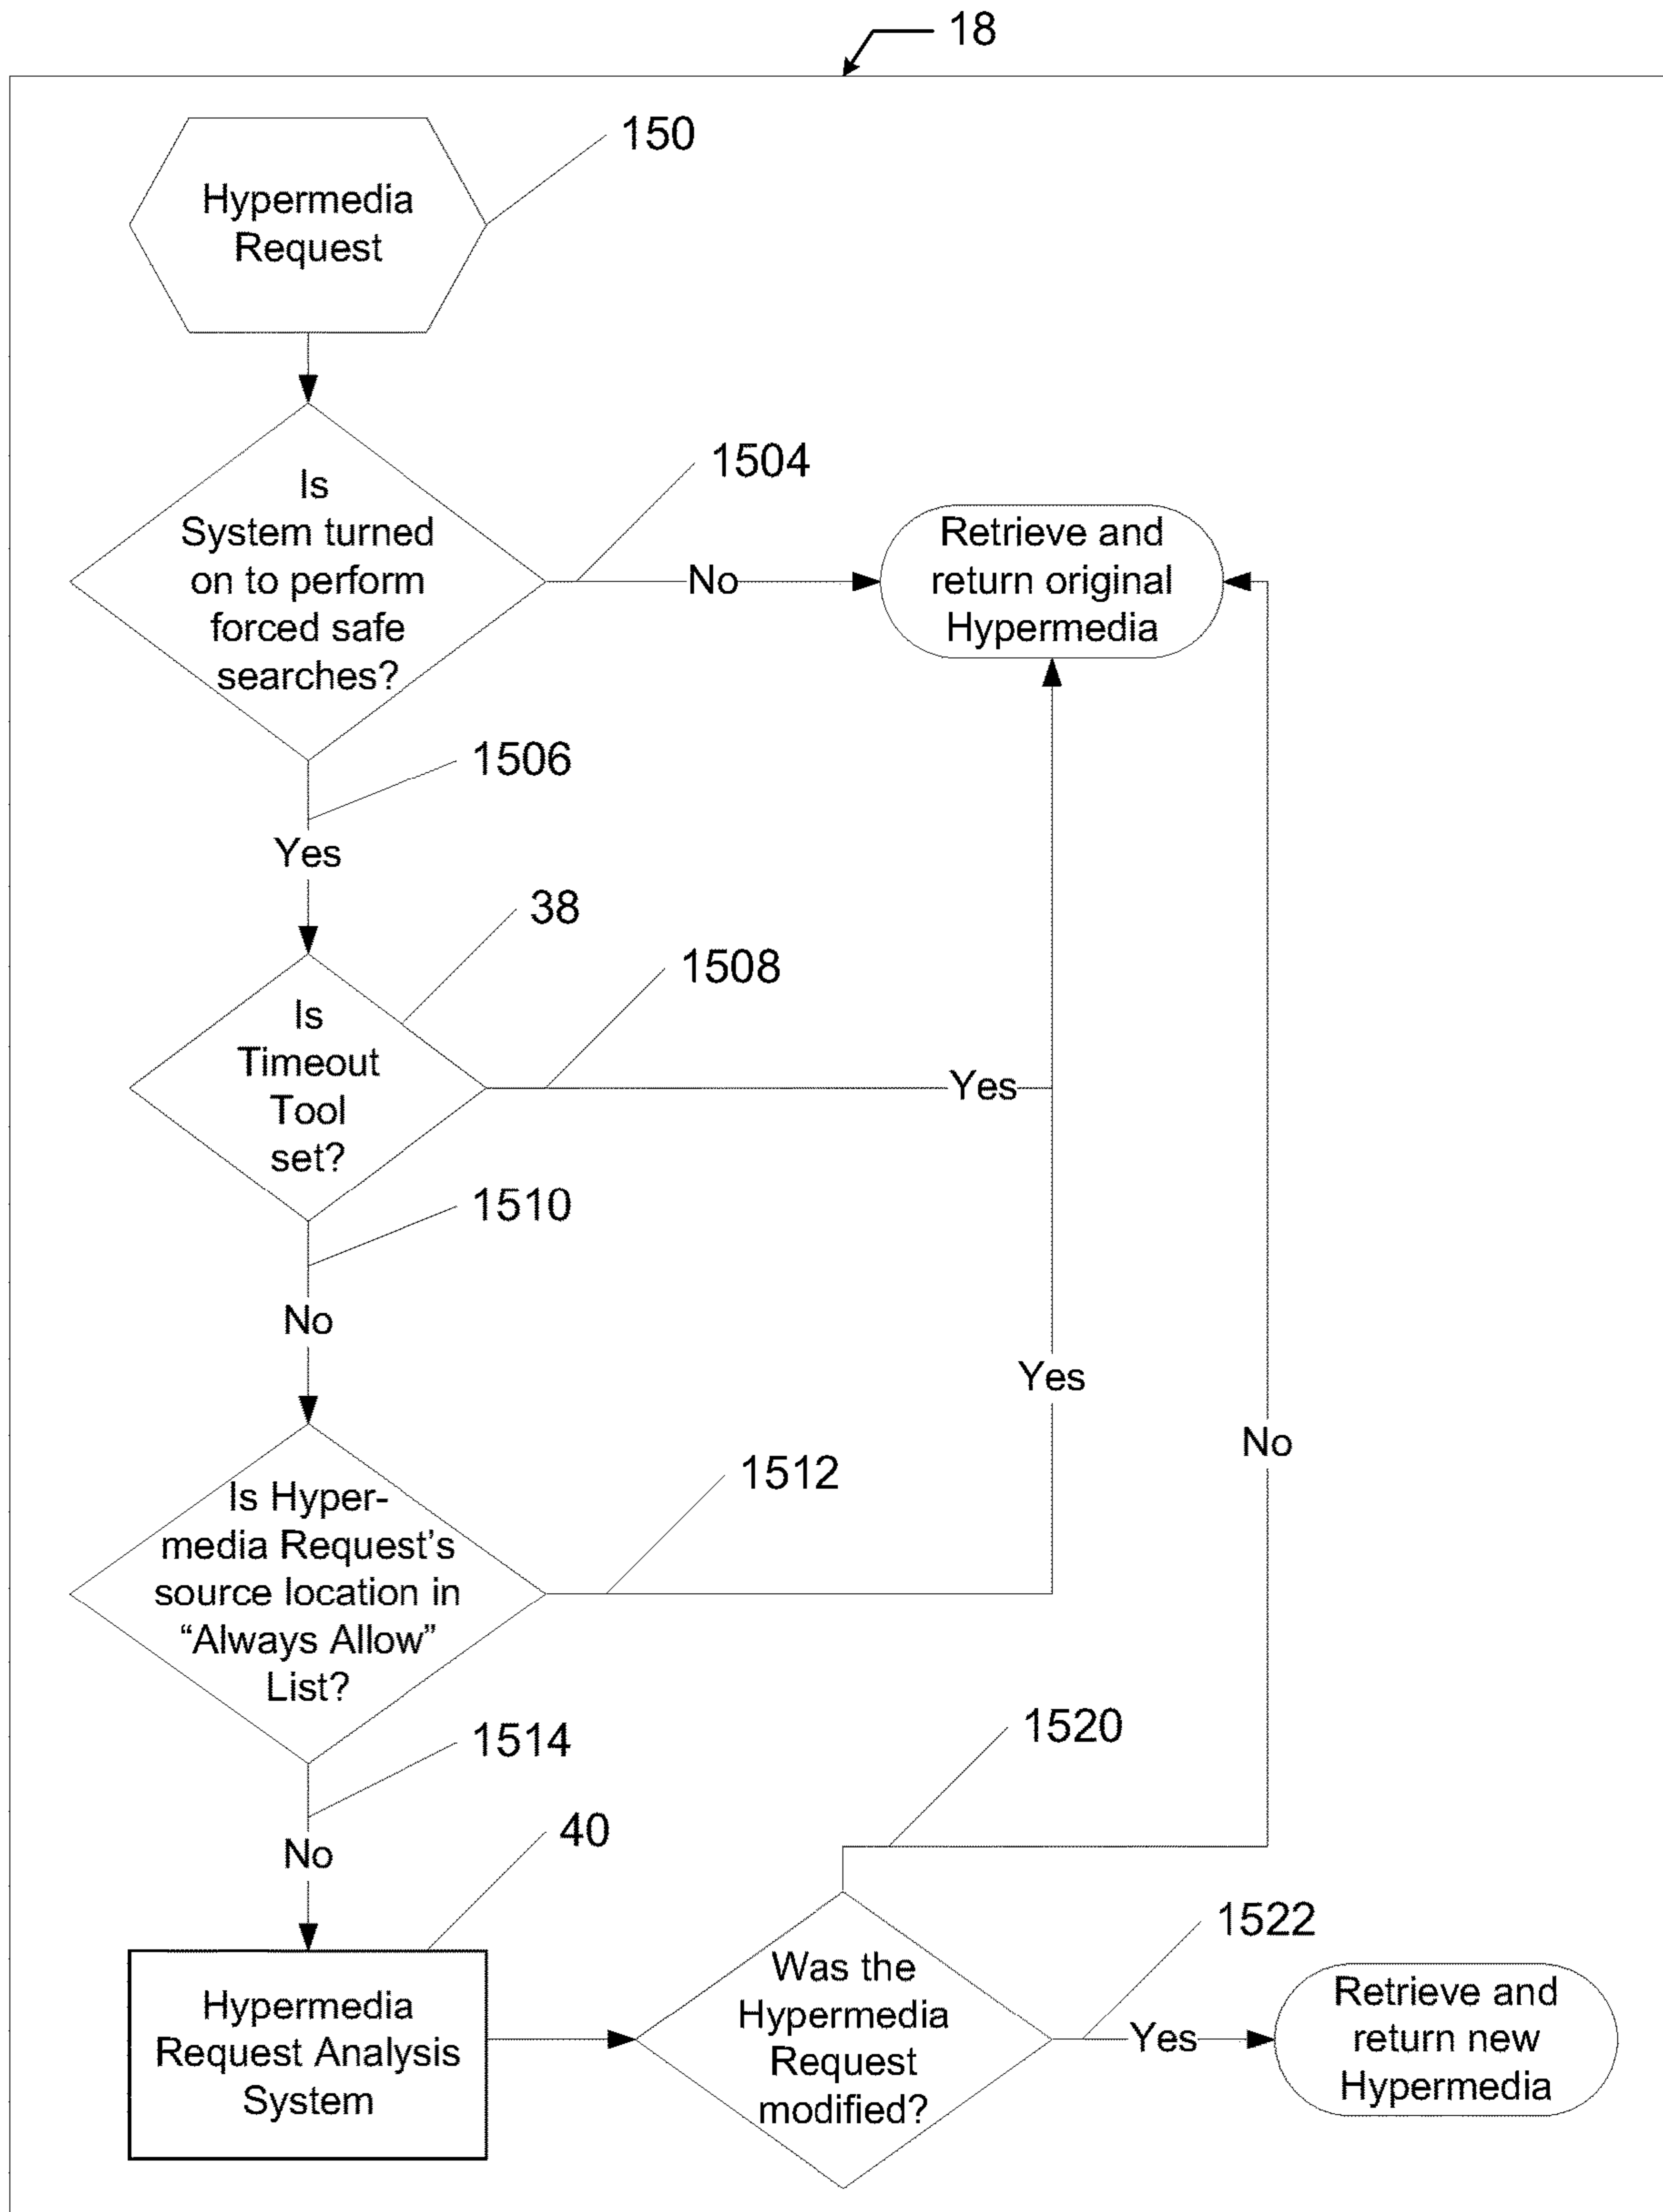 18
150
Hypermedia
Request
1504
Is
System turned
on to perform
forced safe
searches?
No
Retrieve and
return original
Hypermedia
1506
Yes
38
1508
Is
Timeout
Tool
set?
Yes
1510
No
Yes
No
1512
Is Hyper-
media Request’s
source location in
“Always Allow”
List?
1514
1520
No
40
1522
Hypermedia
Request Analysis
System
Was the
Hypermedia
Request
modified?
Yes
Retrieve and
return new
Hypermedia